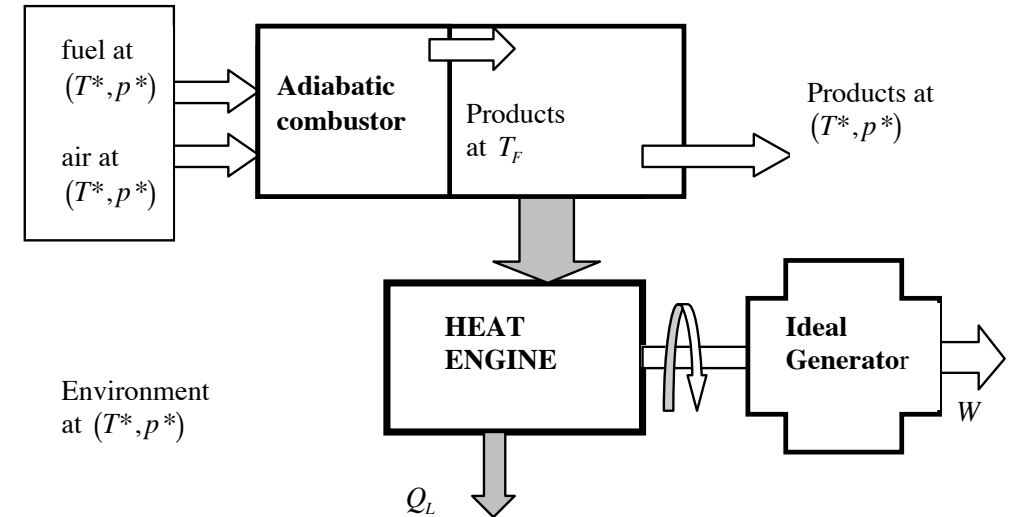 fuel at
(T*,p*)
air at
(T*,p*)
Adiabatic
combustor
Products
at T_F
Products at
(T*,p*)
HEAT
ENGINE
Ideal
Generator
W
Environment
at (T*,p*)
Q_L